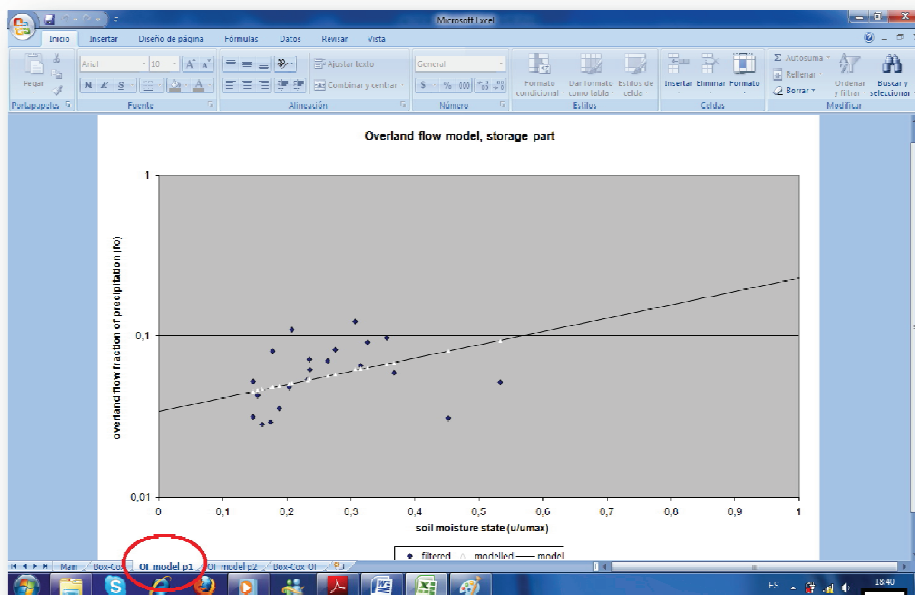 Microsoft Excel
Inicio Insertar Diseño de página Fórmulas Datos Revisar Vista
Arial 10 Ajustar texto General Autosuma
Pegar Rellenar
N K S Combinar y centrar % 000 Formato condicional Dar formato como tabla Estilos de celda Insertar Eliminar Formato Borrar Ordenar y filtrar Buscar y seleccionar
Portapapeles Fuente Alineación Número Estilos Celdas Modificar
Overland flow model, storage part
1
0,1
0,01
overland flow fraction of precipitation (fo)
0 0,1 0,2 0,3 0,4 0,5 0,6 0,7 0,8 0,9 1
soil moisture state (u/umax)
filtered modelled model
Main Box-Cox OF model p1 OF model p2 Box-Cox OF
ES 18:40